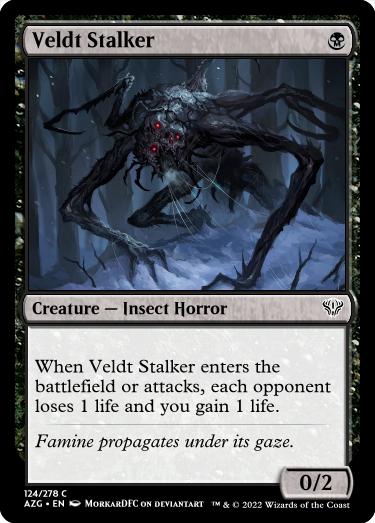 Veldt Stalker
Creature — Insect Horror
When Veldt Stalker enters the
battlefield or attacks, each opponent
loses 1 life and you gain 1 life.
Famine propagates under its gaze.
0/2
124/278 C
AZG • EN MorkarDFC on deviantart ™ & © 2022 Wizards of the Coast